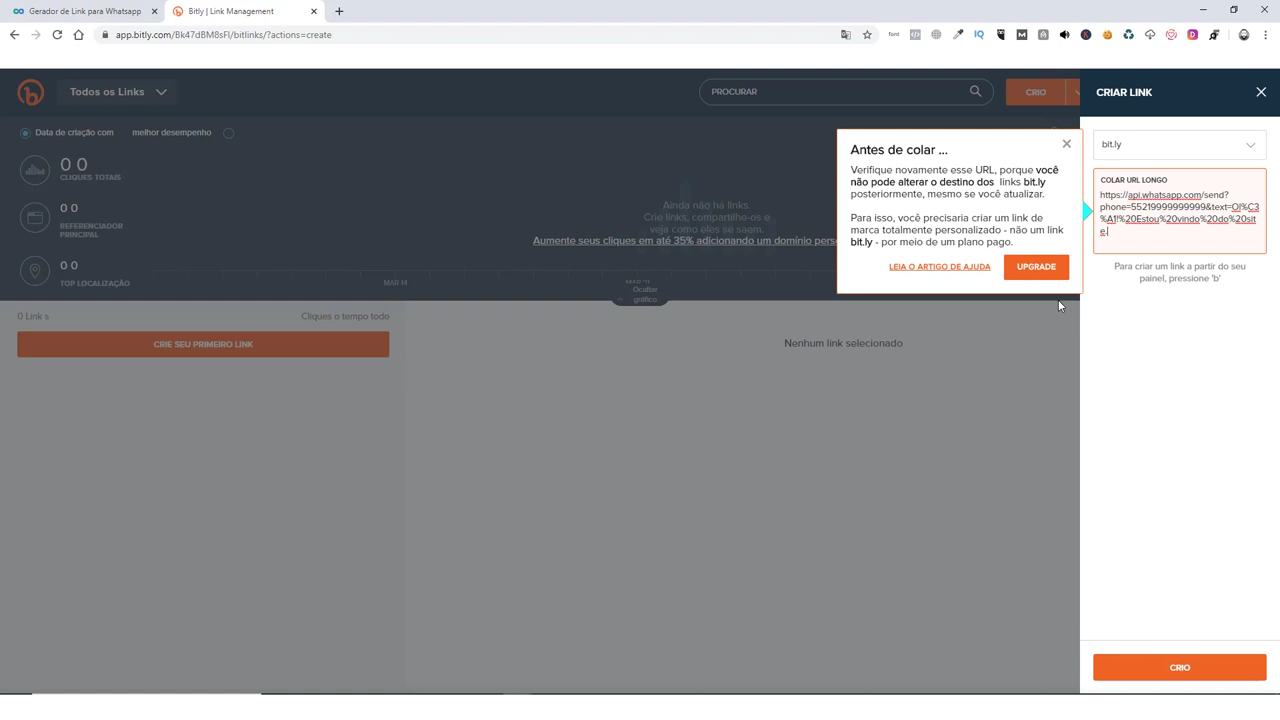 Gerador de Link para Whatsapp
Bitly | Link Management
app.bitly.com/Bk47dBM8sFI/bitlinks/?actions=create
Todos os Links
PROCURAR
CRIO
CRIAR LINK
Data de criação com
melhor desempenho
0 0
CLIQUES TOTAIS
0 0
REFERENCIADOR
PRINCIPAL
0 0
TOP LOCALIZAÇÃO
Ainda não há links.
Crie links, compartilhe-os e
veja como eles se saem.
Aumente seus cliques em até 35% adicionando um domínio perso
MAR M
Ocultar
gráfico
Antes de colar ...
Verifique novamente esse URL, porque você
não pode alterar o destino dos links bit.ly
posteriormente, mesmo se você atualizar.
Para isso, você precisaria criar um link de
marca totalmente personalizado - não um link
bit.ly - por meio de um plano pago.
LEIA O ARTIGO DE AJUDA
UPGRADE
bit.ly
COLAR URL LONGO
https://api.whatsapp.com/send?
phone=55219999999999&text=Ol%C3
%A1!%20Estou%20vindo%20do%20sit
e.
Para criar um link a partir do seu
painel, pressione 'b'
0 Link s
Cliques o tempo todo
CRIE SEU PRIMEIRO LINK
Nenhum link selecionado
CRIO